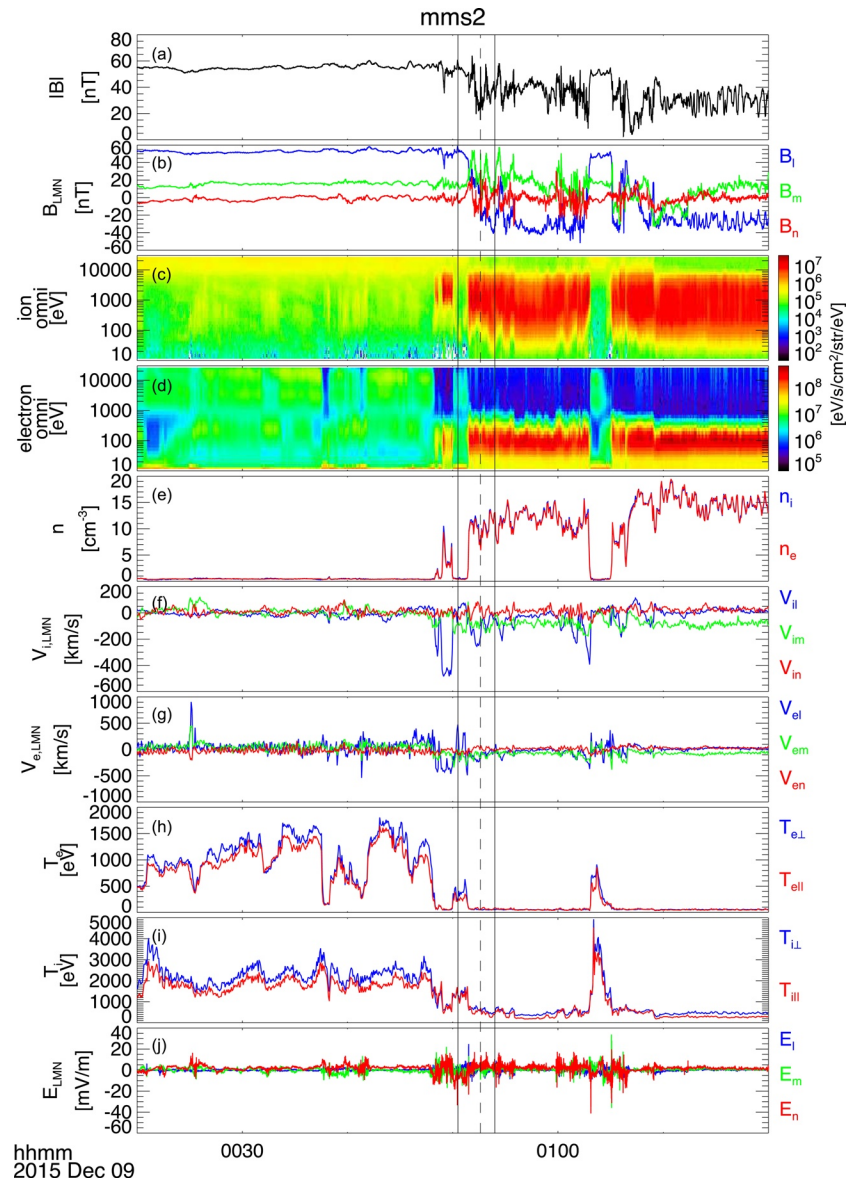 mms2
(a)
80
60
40
20
0
|B|
[nT]
(b)
60
40
20
0
-20
-40
-60
B_LMN
[nT]
B_l
B_m
B_n
(c)
10000
1000
100
10
ion
omni
[eV]
10^7
10^6
10^5
10^4
10^3
10^2
(d)
10000
1000
100
10
electron
omni
[eV]
10^8
10^7
10^6
10^5
[eV/s/cm^2/str/eV]
(e)
20
15
10
5
0
n
[cm^-3]
n_i
n_e
(f)
200
0
-200
-400
-600
V_i,LMN
[km/s]
V_il
V_im
V_in
(g)
1000
500
0
-500
-1000
V_e,LMN
[km/s]
V_el
V_em
V_en
(h)
2000
1500
1000
500
0
T_e
[eV]
T_e⊥
T_e||
(i)
5000
4000
3000
2000
1000
0
T_i
[eV]
T_i⊥
T_i||
(j)
40
20
0
-20
-40
-60
E_LMN
[mV/m]
E_l
E_m
E_n
hhmm 0030 0100
2015 Dec 09